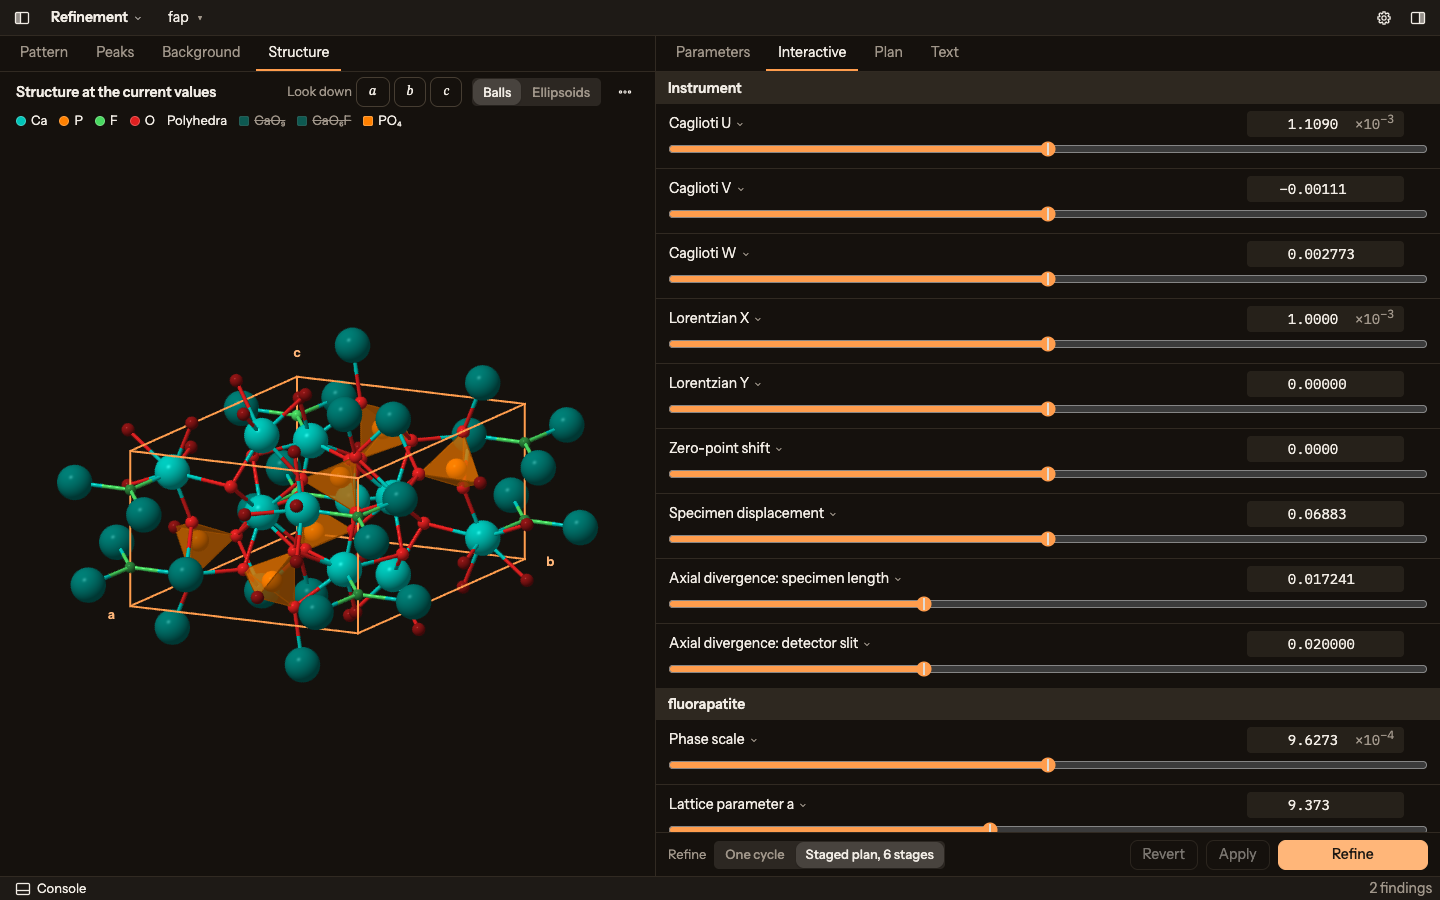 Refinement fap
Pattern Peaks Background Structure
Parameters Interactive Plan Text
Structure at the current values Look down a b c Balls Ellipsoids
Ca P F O Polyhedra CaO₉ CaO₆F PO₄
c
b
a
Instrument
Caglioti U 1.1090 ×10⁻³
Caglioti V −0.00111
Caglioti W 0.002773
Lorentzian X 1.0000 ×10⁻³
Lorentzian Y 0.00000
Zero-point shift 0.0000
Specimen displacement 0.06883
Axial divergence: specimen length 0.017241
Axial divergence: detector slit 0.020000
fluorapatite
Phase scale 9.6273 ×10⁻⁴
Lattice parameter a 9.373
Refine One cycle Staged plan, 6 stages Revert Apply Refine
Console 2 findings